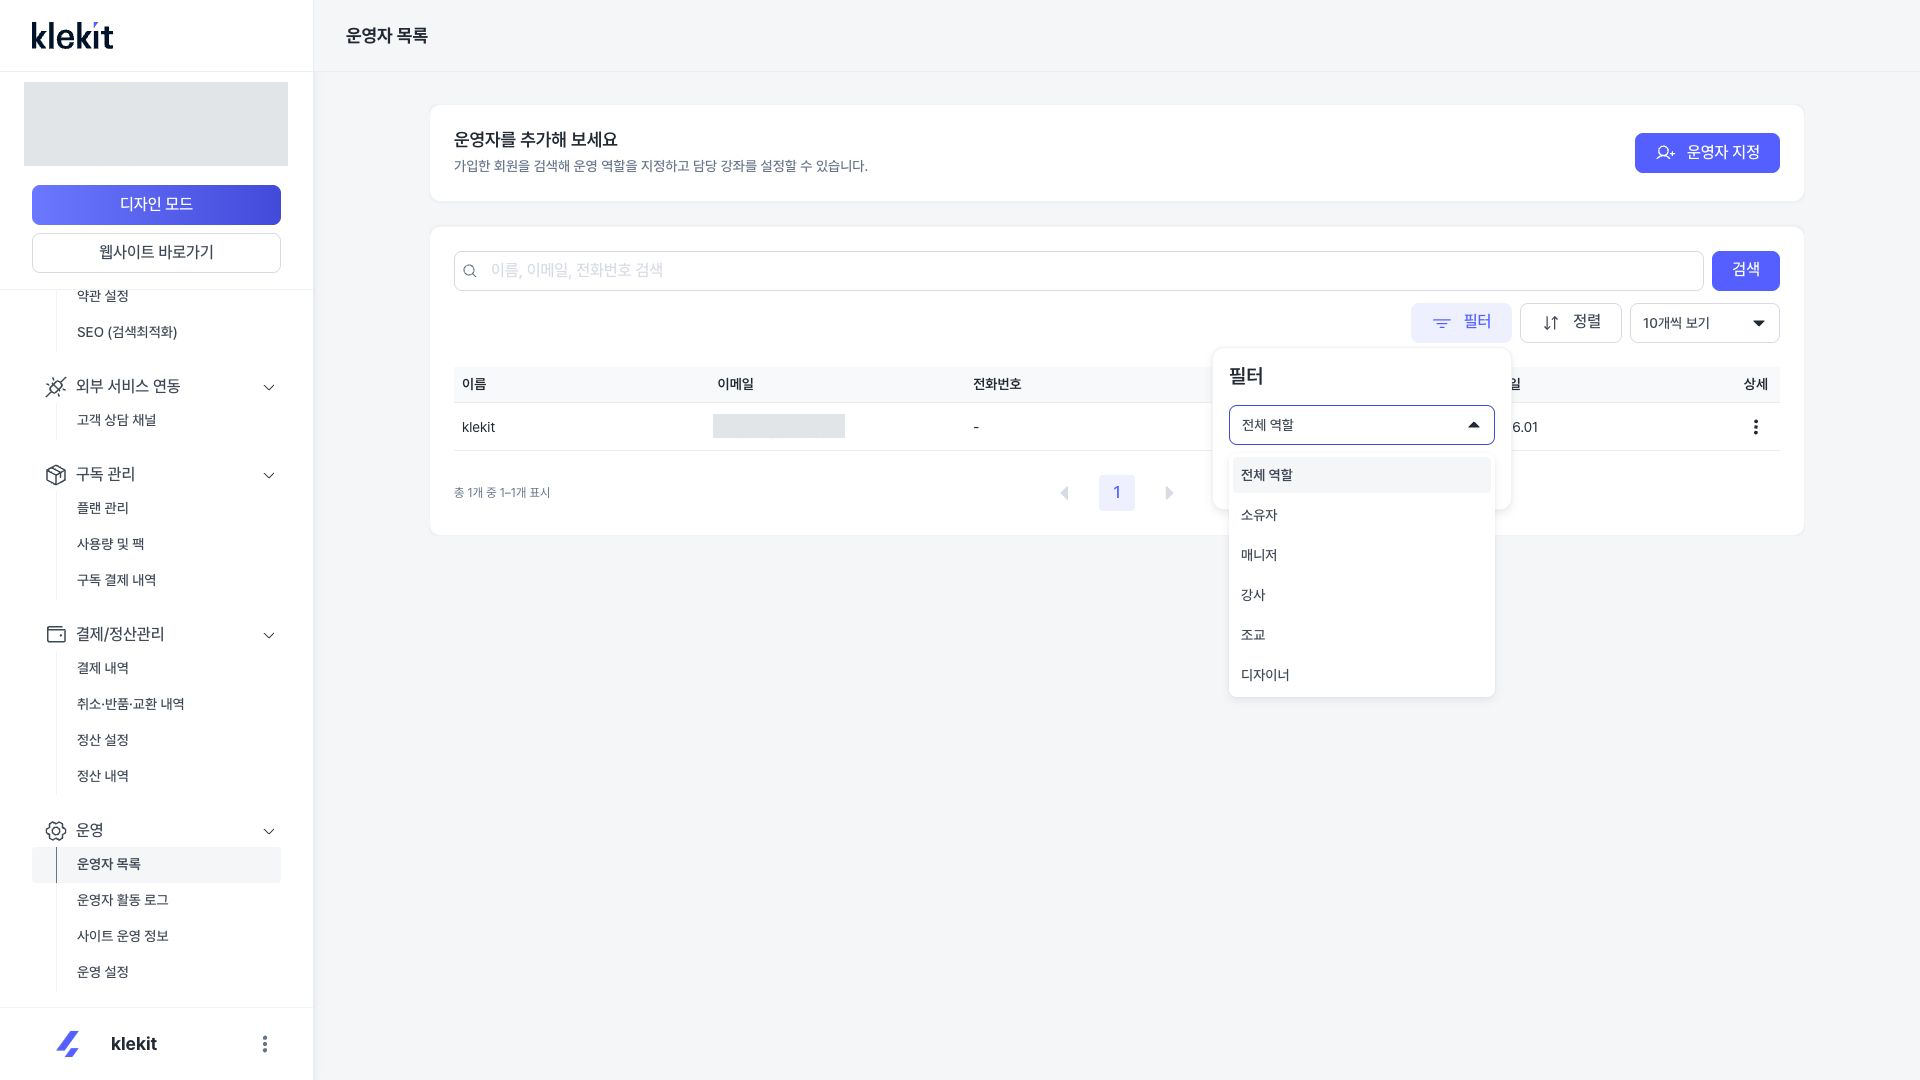 klekit
운영자 목록
디자인 모드
웹사이트 바로가기
약관 설정
SEO (검색최적화)
외부 서비스 연동
고객 상담 채널
구독 관리
플랜 관리
사용량 및 팩
구독 결제 내역
결제/정산관리
결제 내역
취소·반품·교환 내역
정산 설정
정산 내역
운영
운영자 목록
운영자 활동 로그
사이트 운영 정보
운영 설정
klekit
운영자를 추가해 보세요
가입한 회원을 검색해 운영 역할을 지정하고 담당 강좌를 설정할 수 있습니다.
운영자 지정
이름, 이메일, 전화번호 검색
검색
필터
정렬
10개씩 보기
이름 이메일 전화번호 일 상세
klekit - 6.01
총 1개 중 1–1개 표시
1
필터
전체 역할
전체 역할
소유자
매니저
강사
조교
디자이너